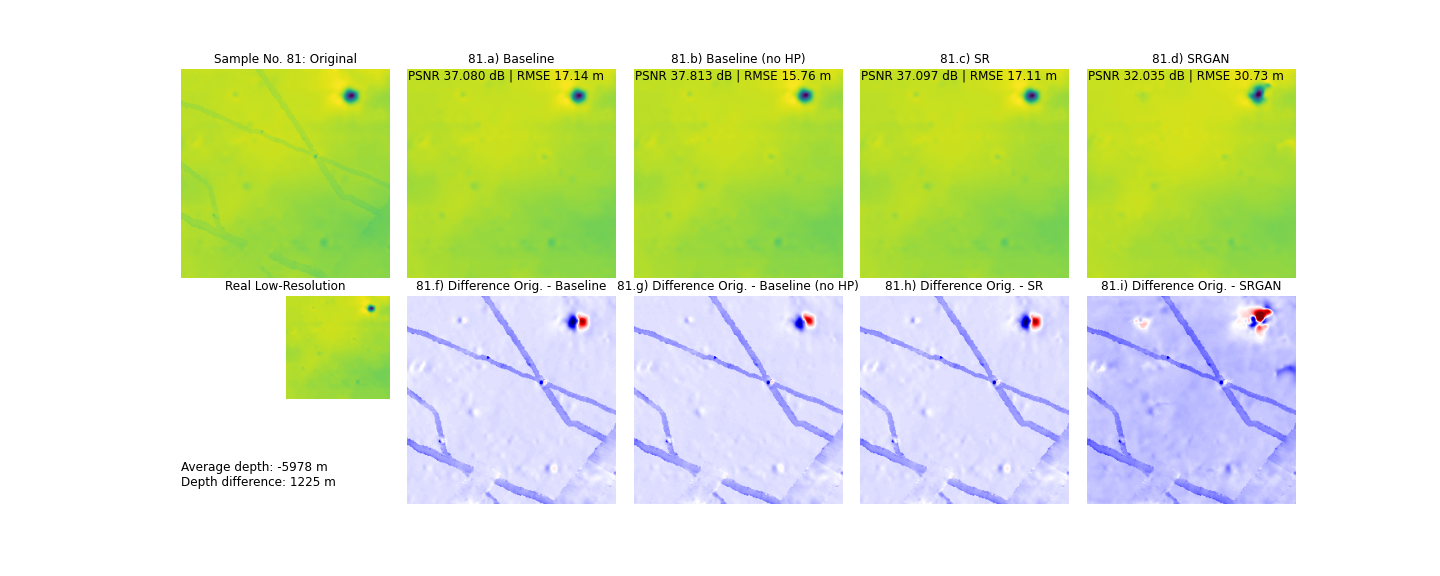 Sample No. 81: Original
81.a) Baseline
81.b) Baseline (no HP)
81.c) SR
81.d) SRGAN
PSNR 37.080 dB | RMSE 17.14 m
PSNR 37.813 dB | RMSE 15.76 m
PSNR 37.097 dB | RMSE 17.11 m
PSNR 32.035 dB | RMSE 30.73 m
Real Low-Resolution
81.f) Difference Orig. - Baseline
81.g) Difference Orig. - Baseline (no HP)
81.h) Difference Orig. - SR
81.i) Difference Orig. - SRGAN
Average depth: -5978 m
Depth difference: 1225 m